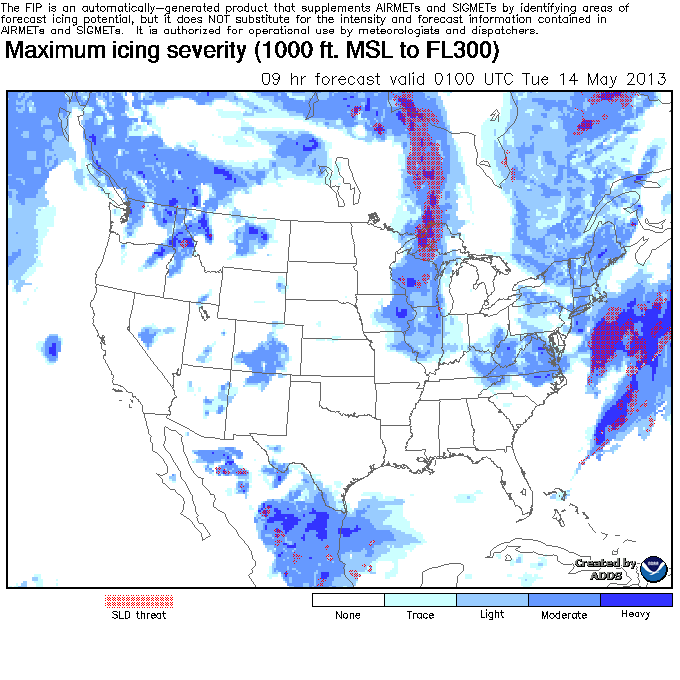 The FIP is an automatically-generated product that supplements AIRMETs and SIGMETs by identifying areas of
forecast icing potential, but it does NOT substitute for the intensity and forecast information contained in
AIRMETs and SIGMETs. It is authorized for operational use by meteorologists and dispatchers.
Maximum icing severity (1000 ft. MSL to FL300)
09 hr forecast valid 0100 UTC Tue 14 May 2013
Created by
ADDS
SLD threat
None Trace Light Moderate Heavy